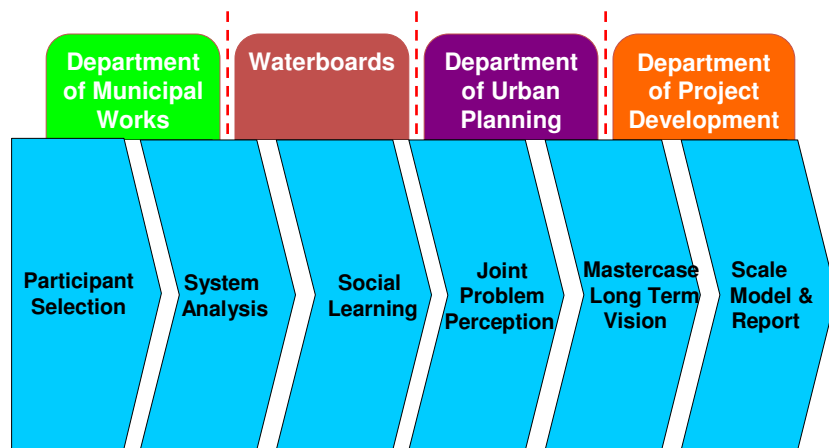 Department
of Municipal
Works
Waterboards
Department
of Urban
Planning
Department
of Project
Development
Participant
Selection
System
Analysis
Social
Learning
Joint
Problem
Perception
Mastercase
Long Term
Vision
Scale
Model &
Report